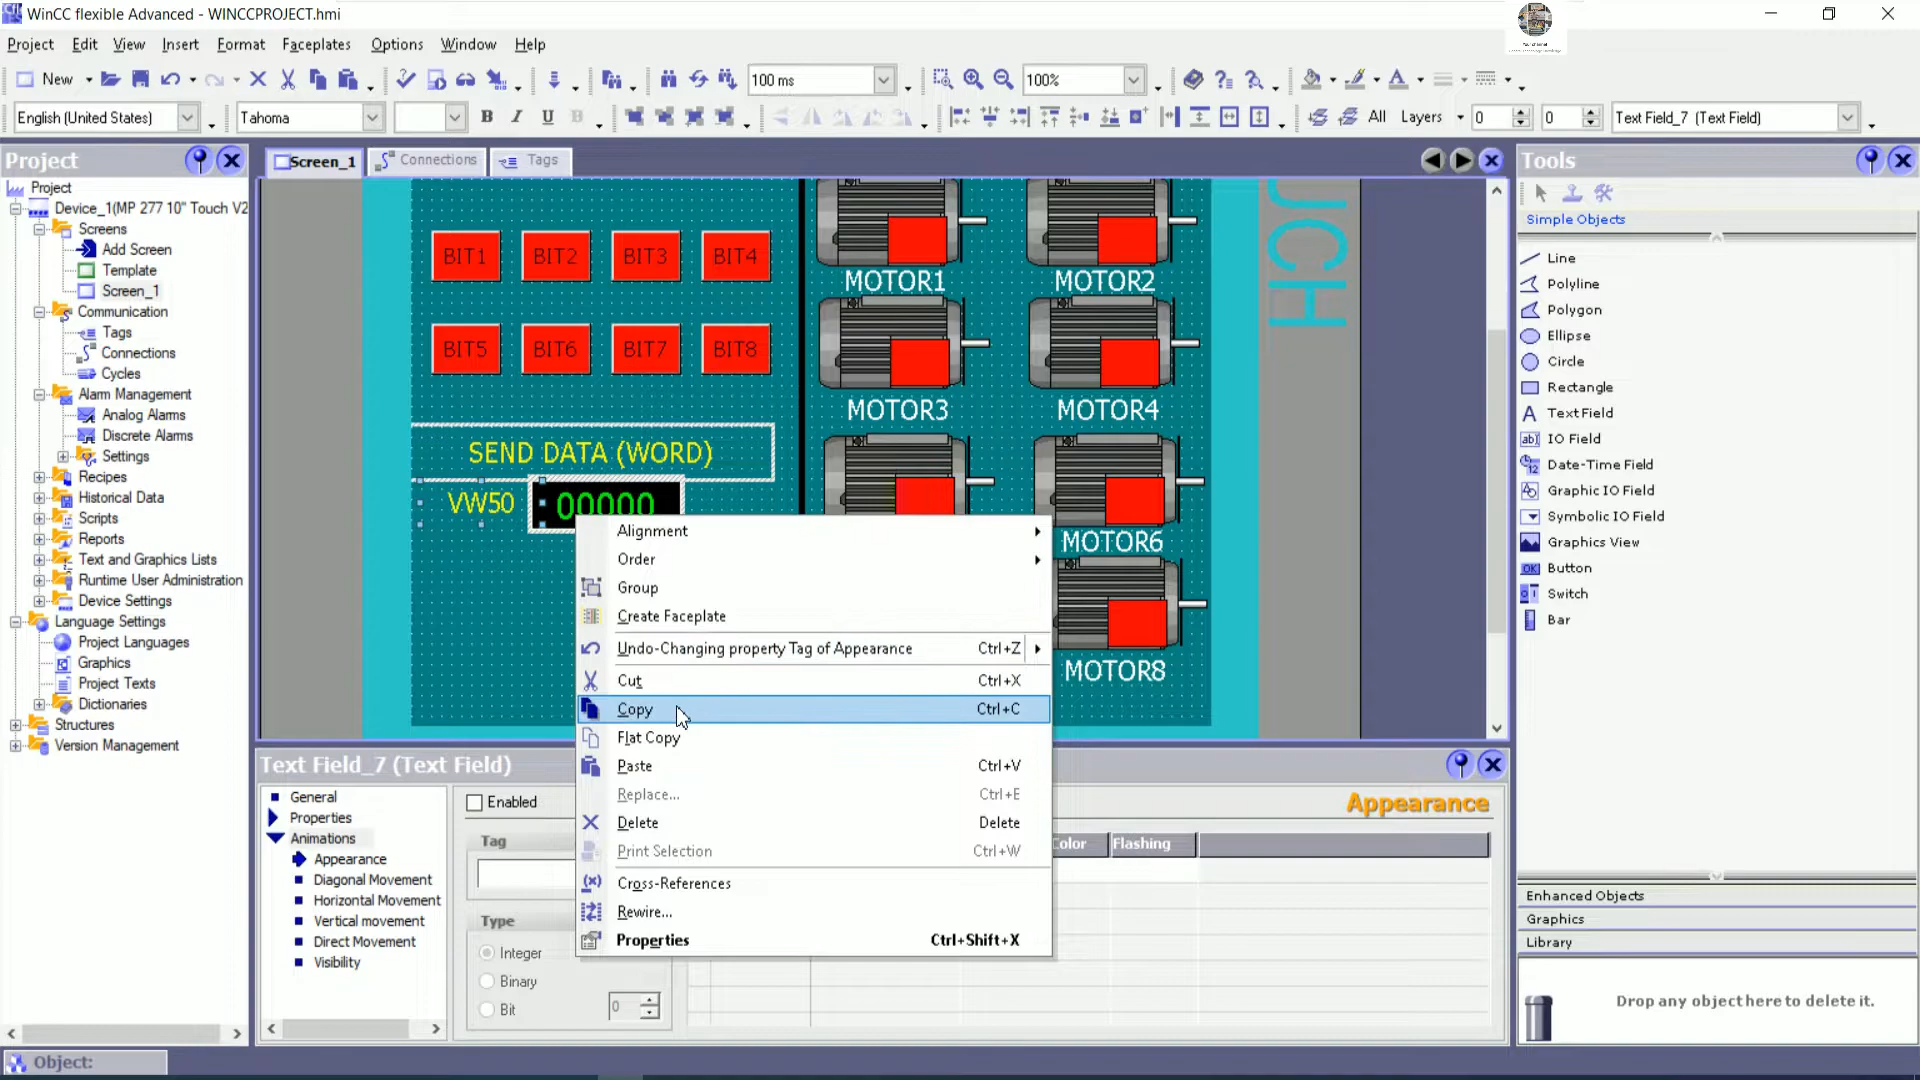 WinCC flexible Advanced - WINCCPROJECT.hmi
Project Edit View Insert Format Faceplates Options Window Help
New 100 ms 100%
English (United States) Tahoma B I U B All Layers 0 0 Text Field_7 (Text Field)
Project
Screen_1 Connections Tags
Tools
Project
Device_1(MP 277 10'' Touch V2
Screens
Add Screen
Template
Screen_1
Communication
Tags
Connections
Cycles
Alarm Management
Analog Alarms
Discrete Alarms
Settings
Recipes
Historical Data
Scripts
Reports
Text and Graphics Lists
Runtime User Administration
Device Settings
Language Settings
Project Languages
Graphics
Project Texts
Dictionaries
Structures
Version Management
BIT1 BIT2 BIT3 BIT4
BIT5 BIT6 BIT7 BIT8
SEND DATA (WORD)
VW50 00000
MOTOR1 MOTOR2
MOTOR3 MOTOR4
MOTOR6
MOTOR8
UCH
Alignment
Order
Group
Create Faceplate
Undo-Changing property Tag of Appearance Ctrl+Z
Cut Ctrl+X
Copy Ctrl+C
Flat Copy
Paste Ctrl+V
Replace... Ctrl+E
Delete Delete
Print Selection Ctrl+W
Cross-References
Rewire...
Properties Ctrl+Shift+X
Simple Objects
Line
Polyline
Polygon
Ellipse
Circle
Rectangle
Text Field
IO Field
Date-Time Field
Graphic IO Field
Symbolic IO Field
Graphics View
Button
Switch
Bar
Enhanced Objects
Graphics
Library
Drop any object here to delete it.
Text Field_7 (Text Field)
General
Properties
Animations
Appearance
Diagonal Movement
Horizontal Movement
Vertical movement
Direct Movement
Visibility
Enabled
Appearance
Tag
Type
Integer
Binary
Bit 0
Color Flashing
Object: